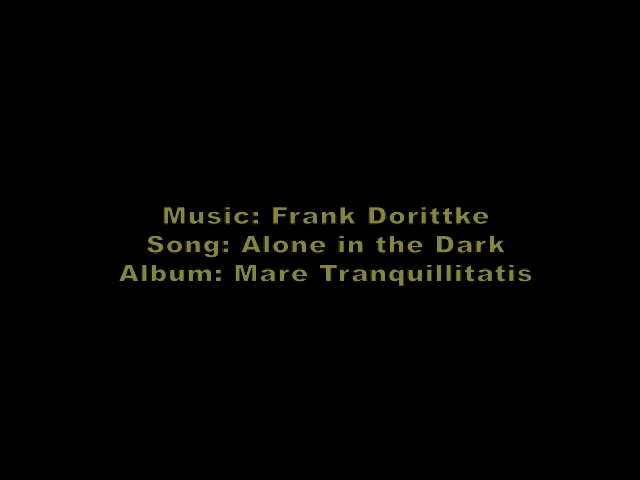 Music: Frank Dorittke
Song: Alone in the Dark
Album: Mare Tranquillitatis